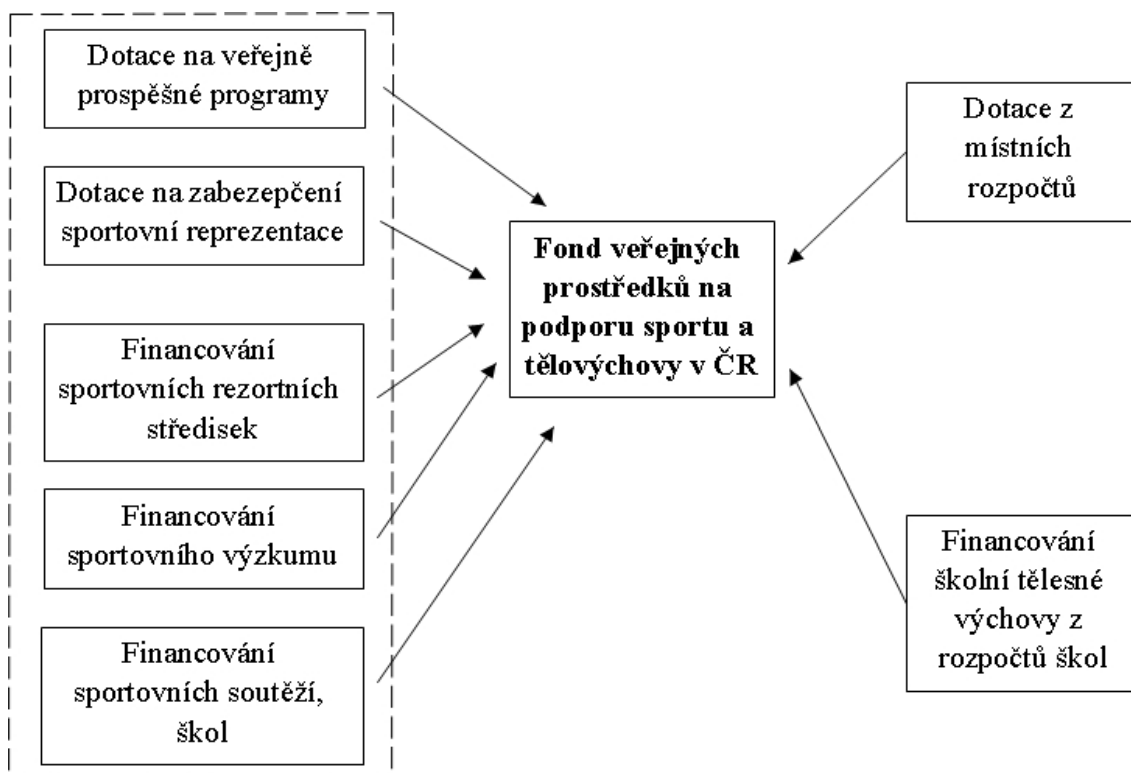 Dotace na veřejně
prospěšné programy
Dotace na zabezepčení
sportovní reprezentace
Financování
sportovních rezortních
středisek
Financování
sportovního výzkumu
Financování
sportovních soutěží,
škol
Fond veřejných
prostředků na
podporu sportu a
tělovýchovy v ČR
Dotace z
místních
rozpočtů
Financování
školní tělesné
výchovy z
rozpočtů škol